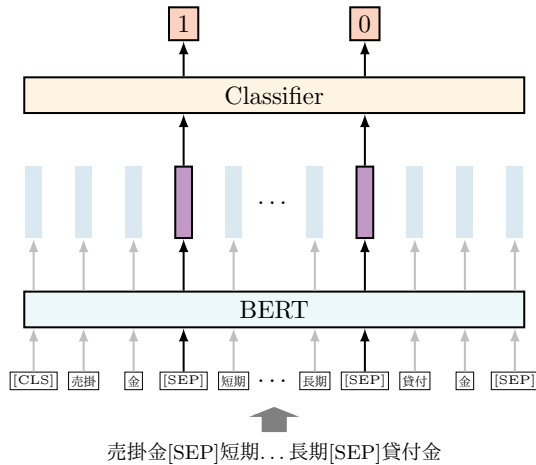 1 0
Classifier
...
BERT
[CLS] 売掛 金 [SEP] 短期 ... 長期 [SEP] 貸付 金 [SEP]
売掛金[SEP]短期...長期[SEP]貸付金